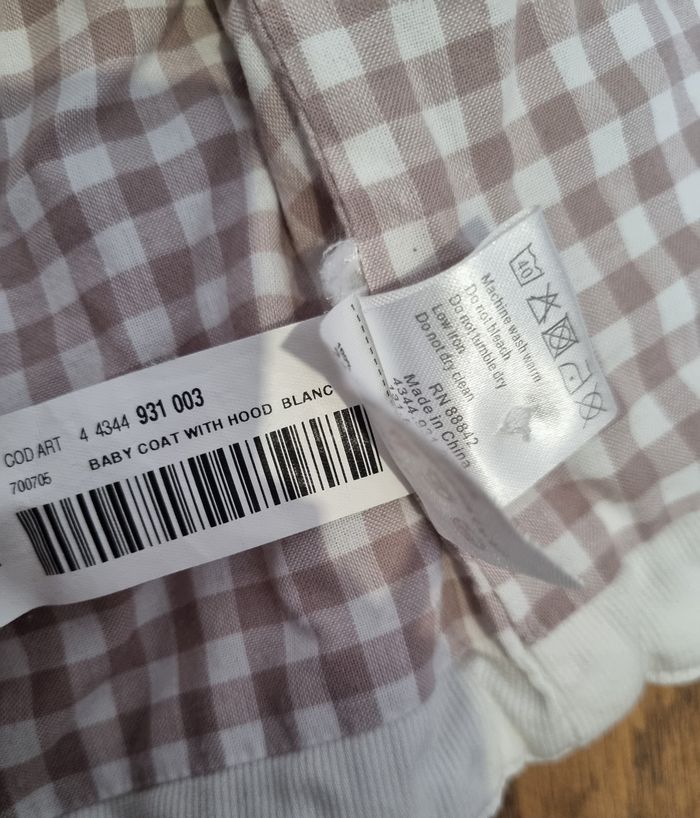 COD ART 4 4344 931 003
700705 BABY COAT WITH HOOD BLANC
40
Machine wash warm
Do not bleach
Do not tumble dry
Low iron
Do not dry clean
RN 88842
Made in China